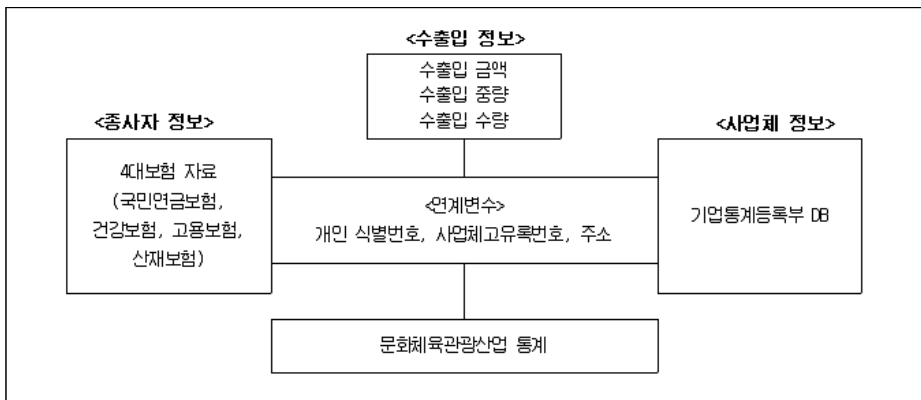 <수출입 정보>
수출입 금액
수출입 중량
수출입 수량
<종사자 정보>
4대보험 자료
(국민연금보험,
건강보험, 고용보험,
산재보험)
<연계변수>
개인 식별번호, 사업체고유록번호, 주소
<사업체 정보>
기업통계등록부 DB
문화체육관광산업 통계